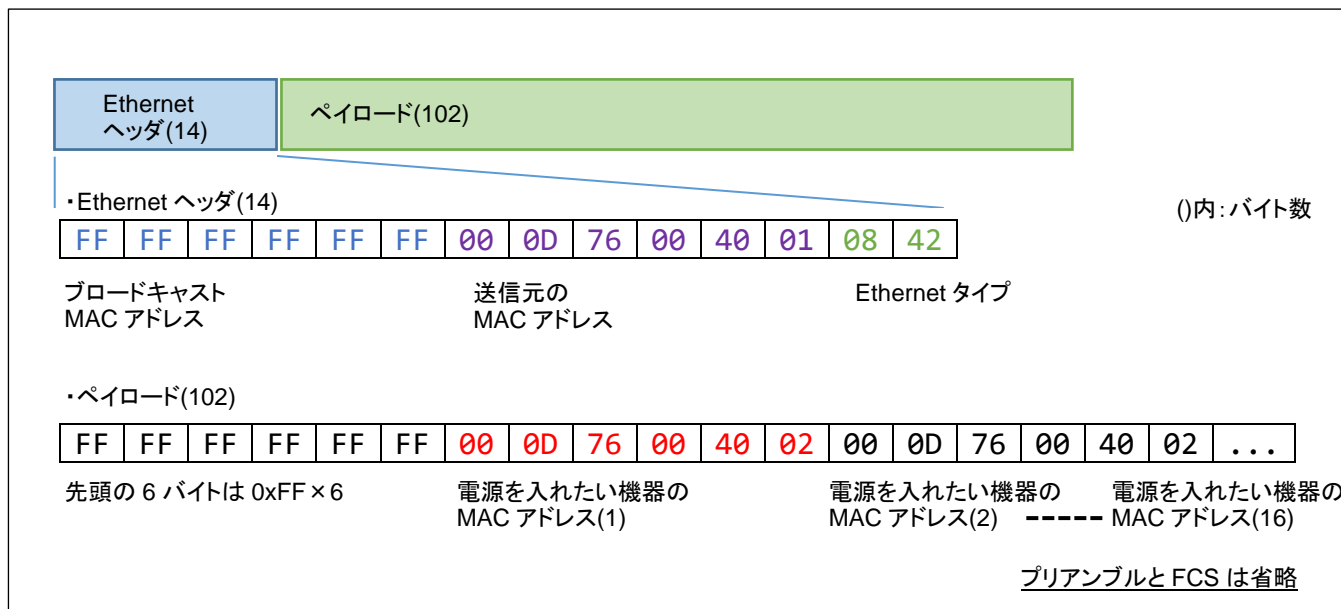 Ethernet
ヘッダ(14)
ペイロード(102)
・Ethernet ヘッダ(14)
()内：バイト数
FF FF FF FF FF FF 00 0D 76 00 40 01 08 42
ブロードキャスト
MAC アドレス
送信元の
MAC アドレス
Ethernet タイプ
・ペイロード(102)
FF FF FF FF FF FF 00 0D 76 00 40 02 00 0D 76 00 40 02 ...
先頭の 6 バイトは 0xFF×6
電源を入れたい機器の
MAC アドレス(1)
電源を入れたい機器の
MAC アドレス(2)
電源を入れたい機器の
MAC アドレス(16)
プリアンブルと FCS は省略